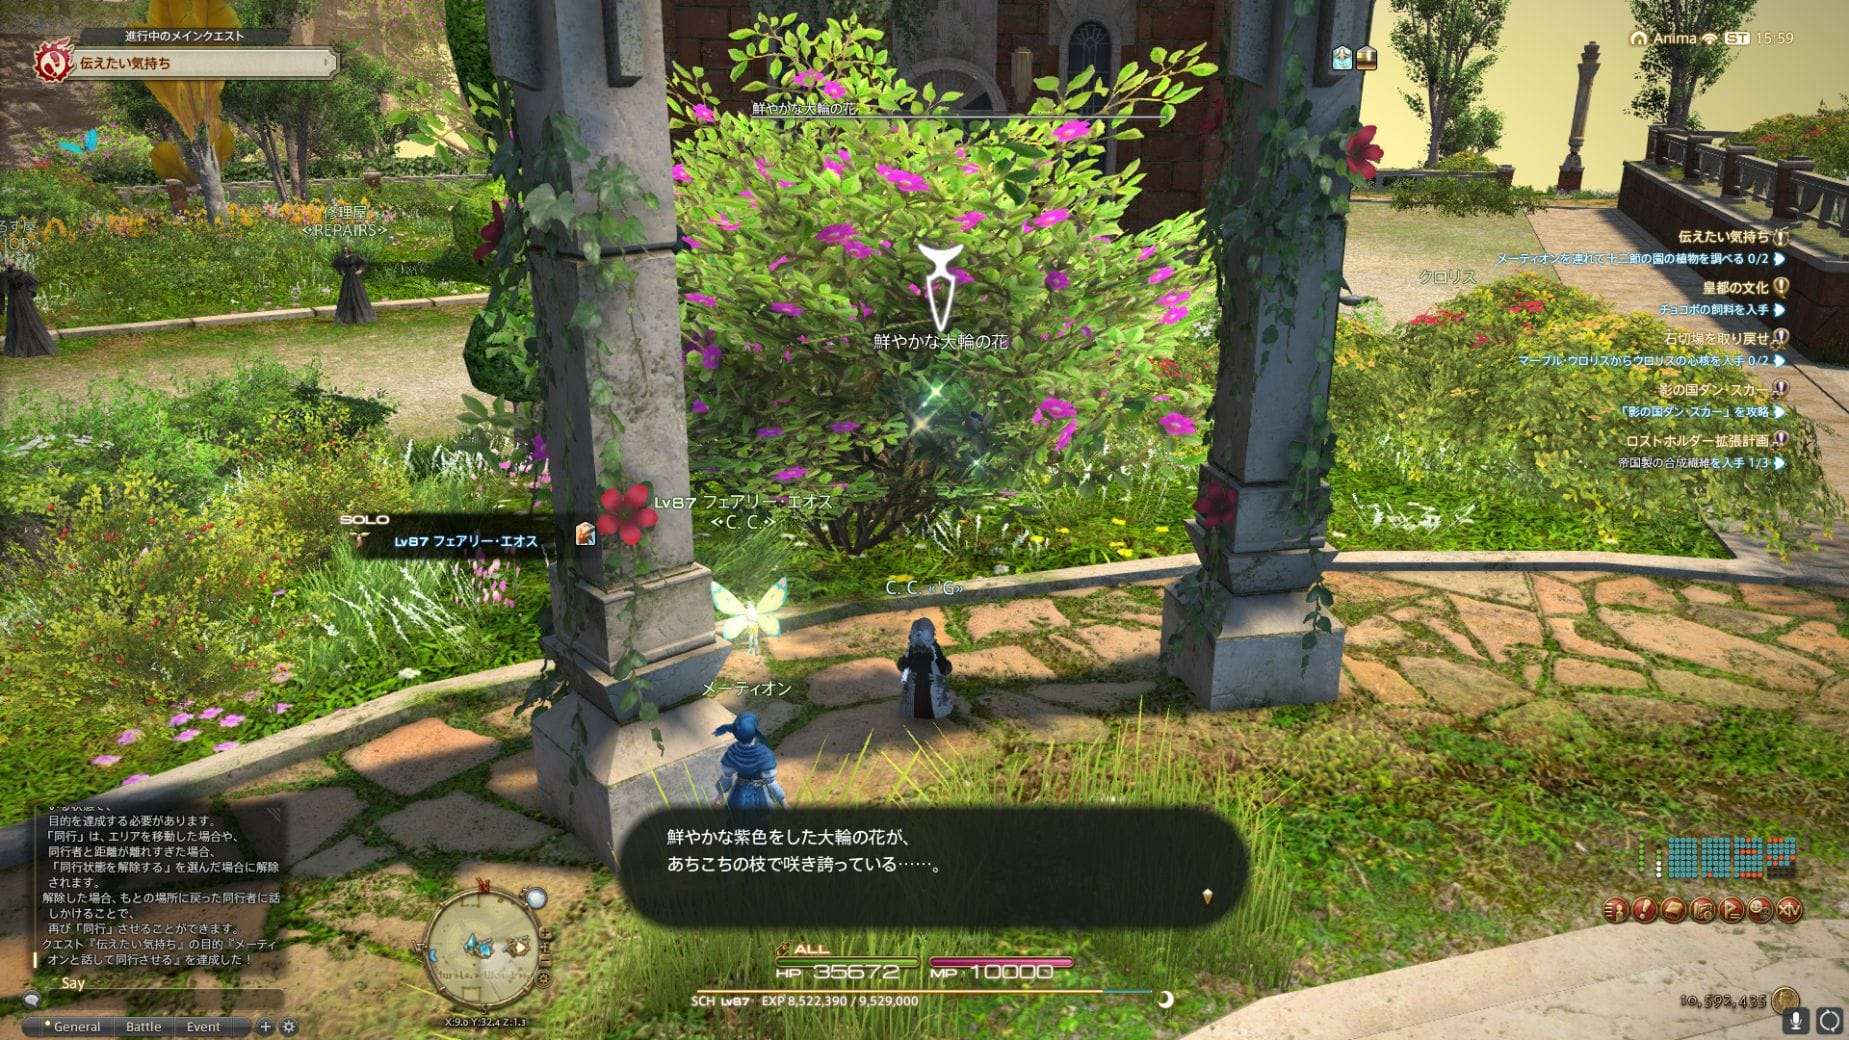 進行中のメインクエスト
伝えたい気持ち
Anima ST 15:59
鮮やかな大輪の花
修理屋
<<REPAIRS>>
鮮やかな大輪の花
クロリス
伝えたい気持ち
メーティオンを連れて十二節の園の植物を調べる 0/2
皇都の文化
チョコボの飼料を入手
石切場を取り戻せ
マーブル・ウロリスからウロリスの心核を入手 0/2
影の国ダン・スカー
「影の国ダン・スカー」を攻略
ロストホルダー拡張計画
帝国製の合成繊維を入手 1/3
SOLO
Lv87 フェアリー・エオス
Lv87 フェアリー・エオス
<<C. C.>>
C. C. «'G»
メーティオン
鮮やかな紫色をした大輪の花が、
あちこちの枝で咲き誇っている……。
目的を達成する必要があります。
「同行」は、エリアを移動した場合や、
同行者と距離が離れすぎた場合、
「同行状態を解除する」を選んだ場合に解除
されます。
解除した場合、もとの場所に戻った同行者に話
しかけることで、
再び「同行」させることができます。
クエスト『伝えたい気持ち』の目的『メーティ
オンと話して同行させる』を達成した！
Say
General Battle Event
N
X:9.0 Y:32.4 Z:1.3
ALL
HP 35672 MP 10000
SCH Lv87 EXP 8,522,390 / 9,529,000
XIV
10,592,435